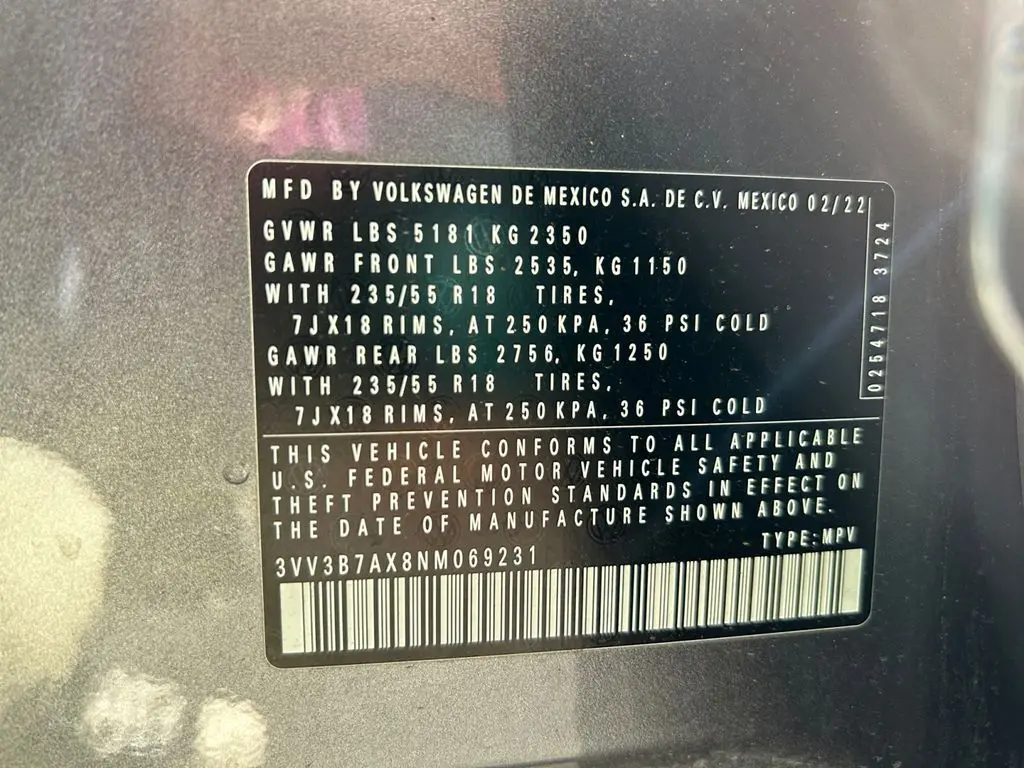 MFD BY VOLKSWAGEN DE MEXICO S.A. DE C.V. MEXICO 02/22
GVWR LBS 5181 KG 2350
GAWR FRONT LBS 2535, KG 1150
WITH 235/55 R18 TIRES,
7JX18 RIMS, AT 250 KPA, 36 PSI COLD
GAWR REAR LBS 2756, KG 1250
WITH 235/55 R18 TIRES,
7JX18 RIMS, AT 250 KPA, 36 PSI COLD
0254718 3724
THIS VEHICLE CONFORMS TO ALL APPLICABLE
U.S. FEDERAL MOTOR VEHICLE SAFETY AND
THEFT PREVENTION STANDARDS IN EFFECT ON
THE DATE OF MANUFACTURE SHOWN ABOVE.
TYPE: MPV
3VV3B7AX8NM069231